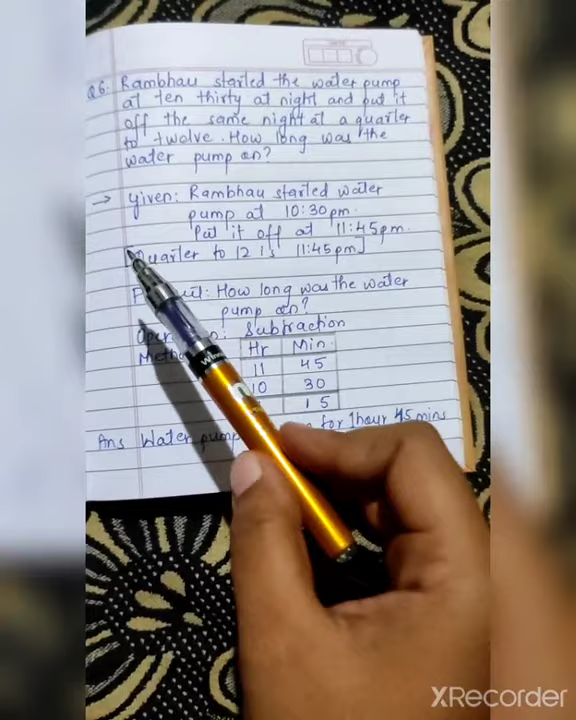 Q6: Rambhau started the water pump
at ten thirty at night and put it
off the same night at a quarter
to twolve. How long was the
water pump on?
→ given: Rambhau started water
pump at 10:30pm.
Put it off at 11:45pm.
Quarter to 12 is 11:45pm]
How long was the water
pump on?
Subtraction
Hr Min
11 45
10 30
15
Ans Water pump for 1hour 45 mins
XRecorder